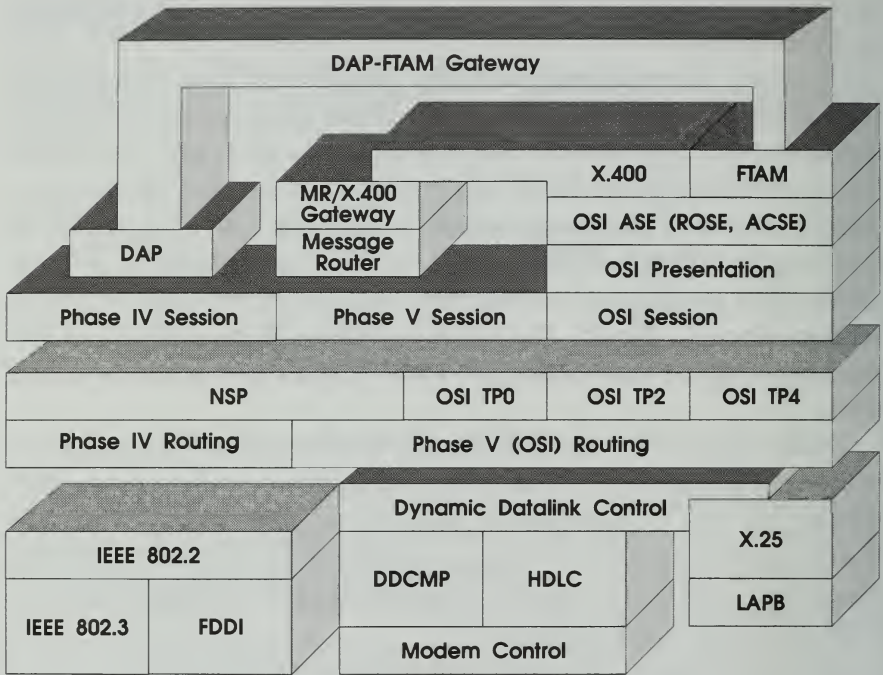 DAP-FTAM Gateway
X.400
FTAM
MR/X.400
Gateway
OSI ASE (ROSE, ACSE)
DAP
Message
Router
OSI Presentation
Phase IV Session
Phase V Session
OSI Session
NSP
OSI TP0
OSI TP2
OSI TP4
Phase IV Routing
Phase V (OSI) Routing
Dynamic Datalink Control
IEEE 802.2
X.25
DDCMP
HDLC
IEEE 802.3
FDDI
LAPB
Modem Control